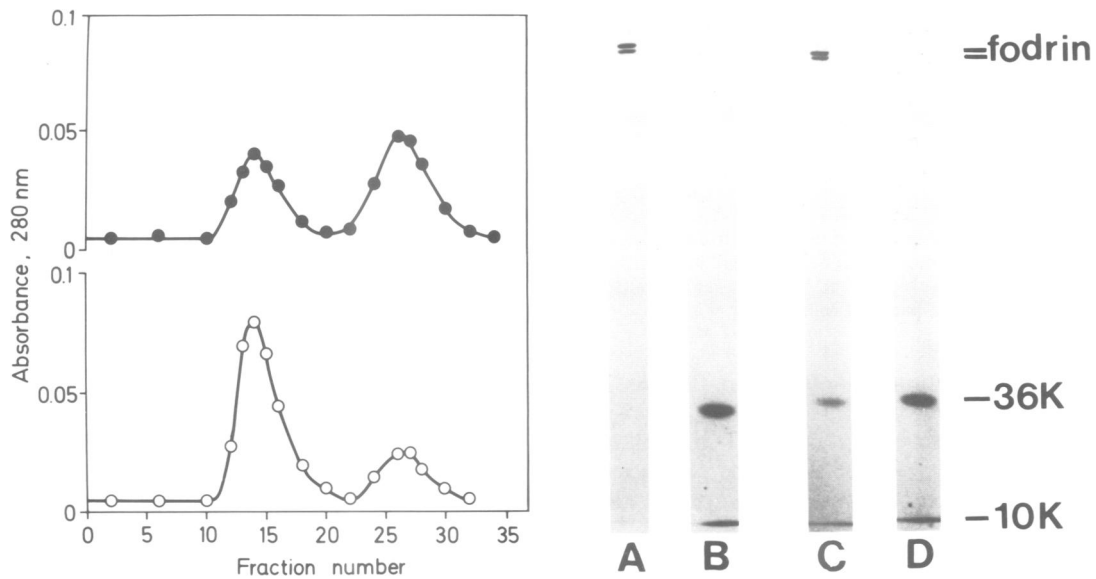 0.1
0.05
0
0.1
0.05
0
0 5 10 15 20 25 30 35
Absorbance, 280 nm
Fraction number
=fodrin
–36K
–10K
A B C D